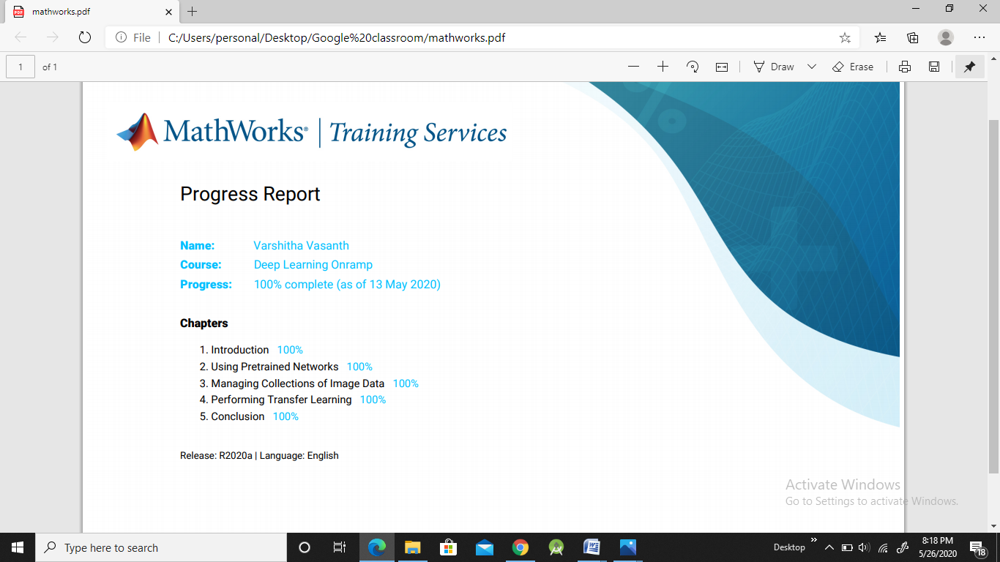 mathworks.pdf
File | C:/Users/personal/Desktop/Google%20classroom/mathworks.pdf
1 of 1
Draw
Erase
MathWorks® | Training Services
Progress Report
Name: Varshitha Vasanth
Course: Deep Learning Onramp
Progress: 100% complete (as of 13 May 2020)
Chapters
1. Introduction 100%
2. Using Pretrained Networks 100%
3. Managing Collections of Image Data 100%
4. Performing Transfer Learning 100%
5. Conclusion 100%
Release: R2020a | Language: English
Activate Windows
Go to Settings to activate Windows.
Type here to search
Desktop
8:18 PM
5/26/2020
18